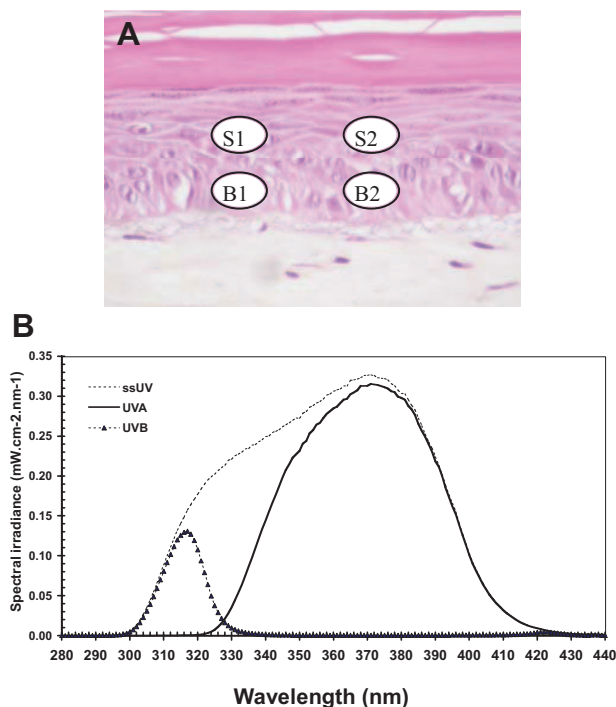 A
S1 S2
B1 B2
B
0.35
0.30
0.25
0.20
0.15
0.10
0.05
0.00
Spectral irradiance (mW.cm-2.nm-1)
ssUV
UVA
UVB
280 290 300 310 320 330 340 350 360 370 380 390 400 410 420 430 440
Wavelength (nm)